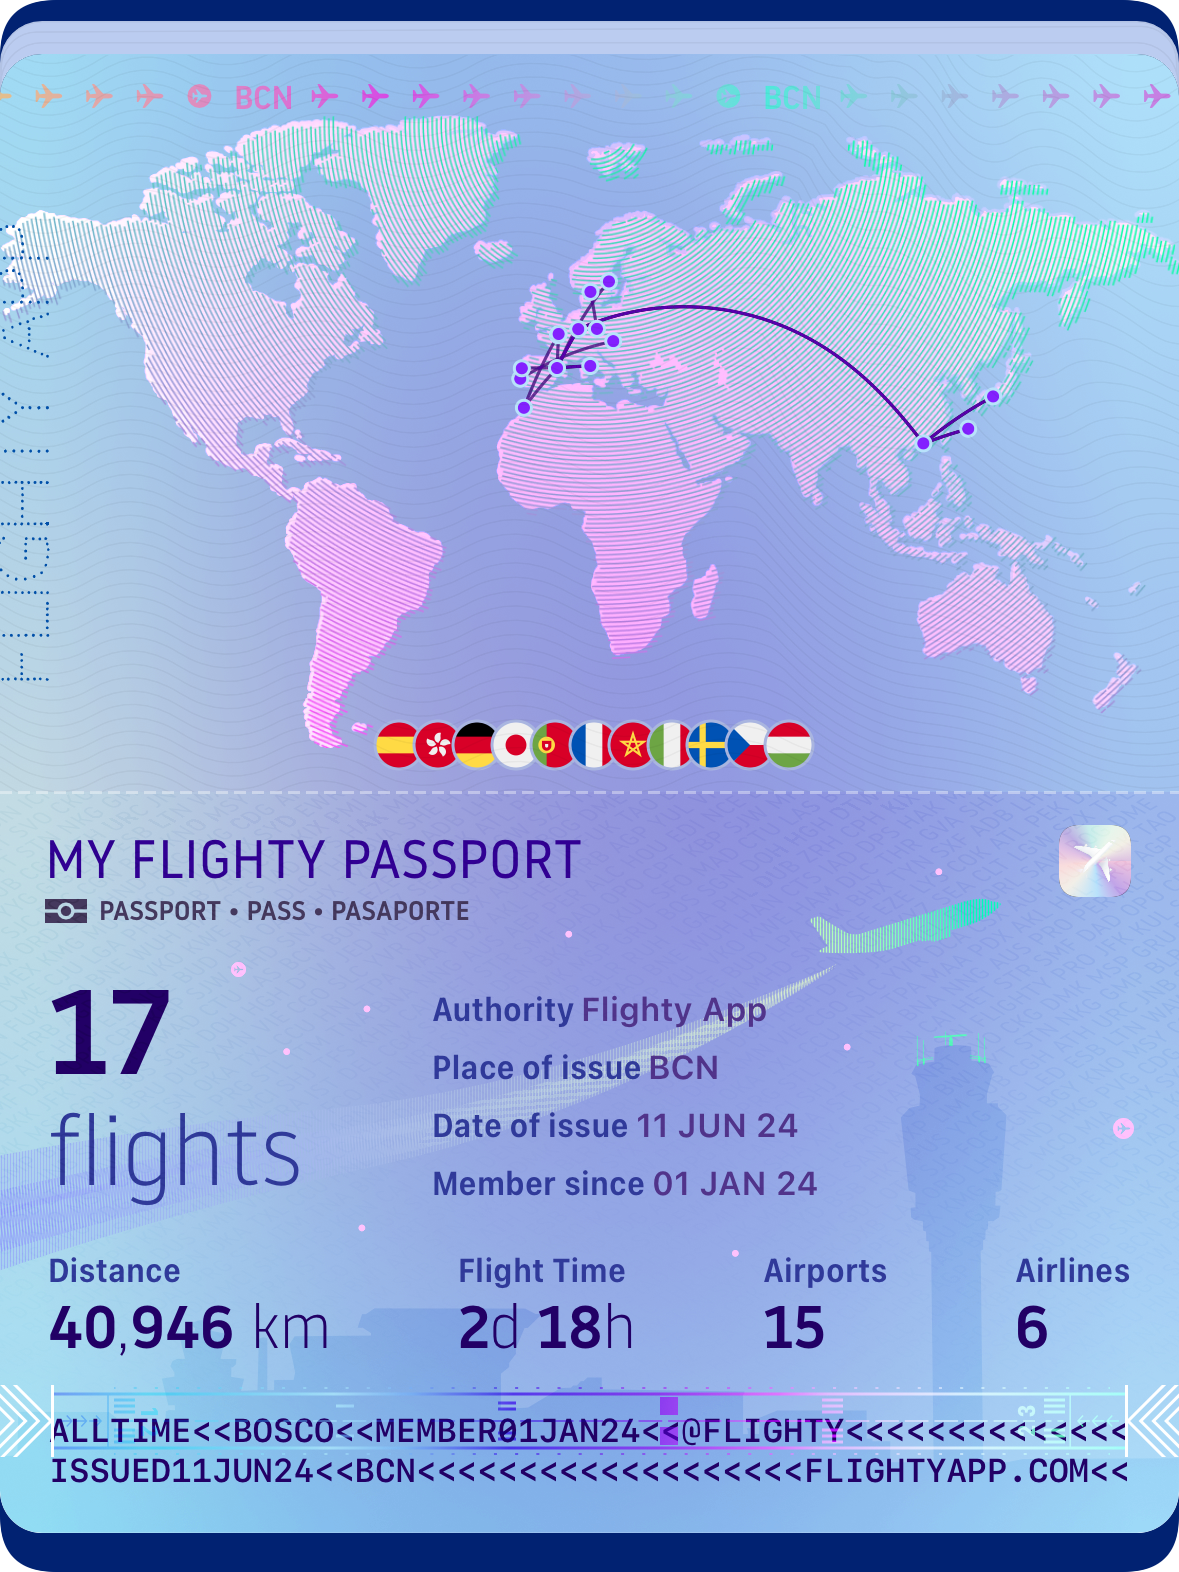 BCN BCN
FLIGHTY
MY FLIGHTY PASSPORT
PASSPORT • PASS • PASAPORTE
17
flights
Authority Flighty App
Place of issue BCN
Date of issue 11 JUN 24
Member since 01 JAN 24
Distance
40,946 km
Flight Time
2d 18h
Airports
15
Airlines
6
ALLTIME<<BOSCO<<MEMBER01JAN24<<@FLIGHTY<<<<<<<<<<<<<
ISSUED11JUN24<<BCN<<<<<<<<<<<<<<<<<<<FLIGHTYAPP.COM<<